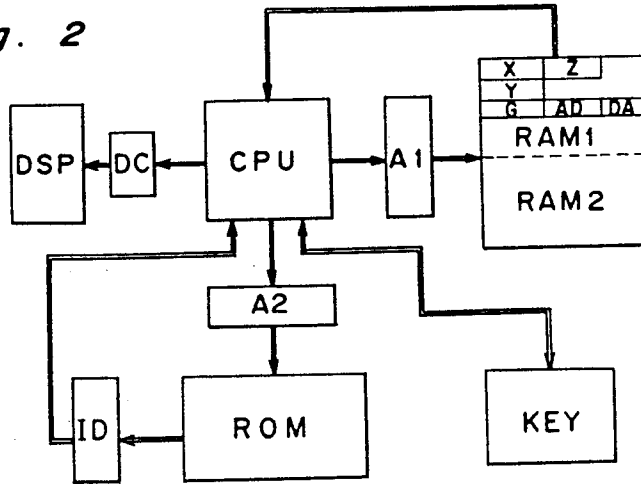 g. 2
X Z
Y
G AD DA
RAM1
RAM2
DSP
DC
CPU
A1
A2
ID
ROM
KEY